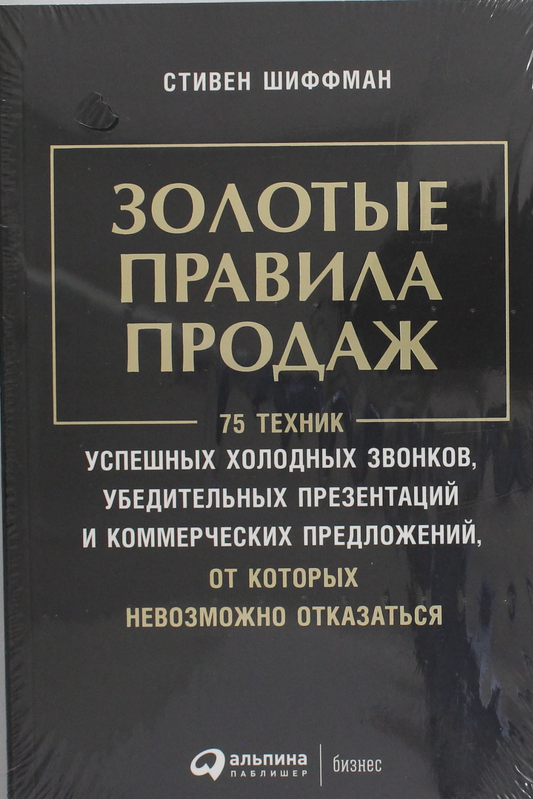 СТИВЕН ШИФФМАН
ЗОЛОТЫЕ
ПРАВИЛА
ПРОДАЖ
75 ТЕХНИК
УСПЕШНЫХ ХОЛОДНЫХ ЗВОНКОВ,
УБЕДИТЕЛЬНЫХ ПРЕЗЕНТАЦИЙ
И КОММЕРЧЕСКИХ ПРЕДЛОЖЕНИЙ,
ОТ КОТОРЫХ
НЕВОЗМОЖНО ОТКАЗАТЬСЯ
альпина
ПАБЛИШЕР
бизнес